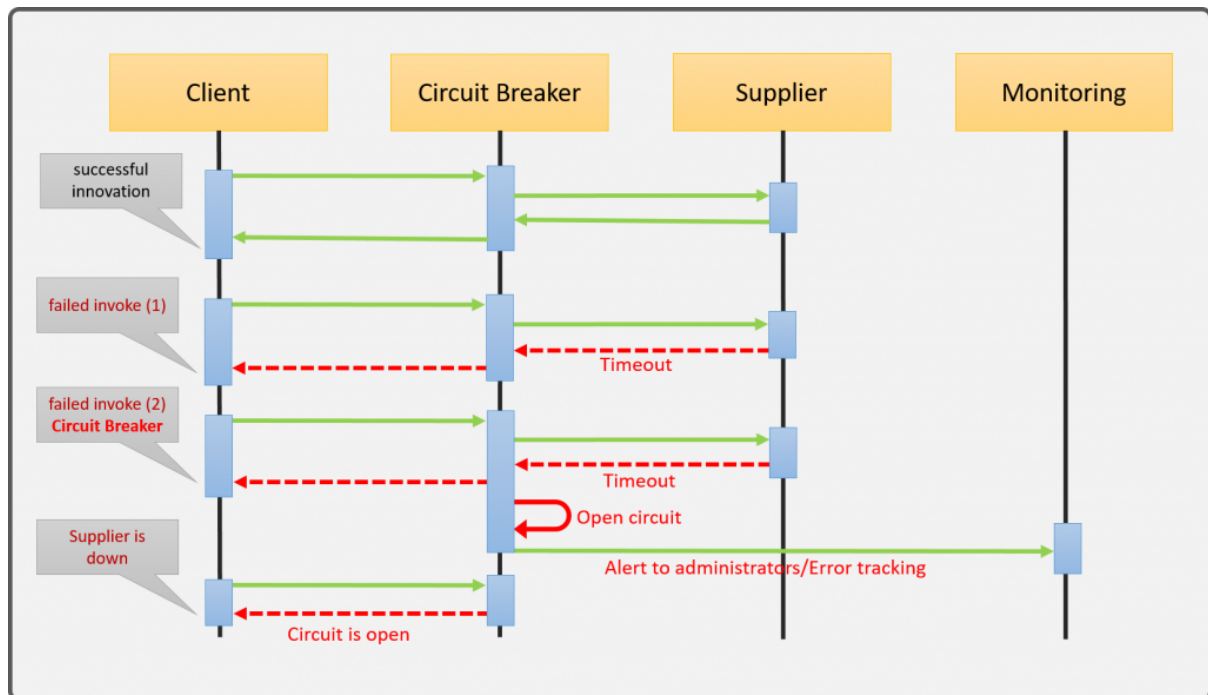 Client
Circuit Breaker
Supplier
Monitoring
successful
innovation
failed invoke (1)
Timeout
failed invoke (2)
Circuit Breaker
Timeout
Open circuit
Supplier is
down
Alert to administrators/Error tracking
Circuit is open